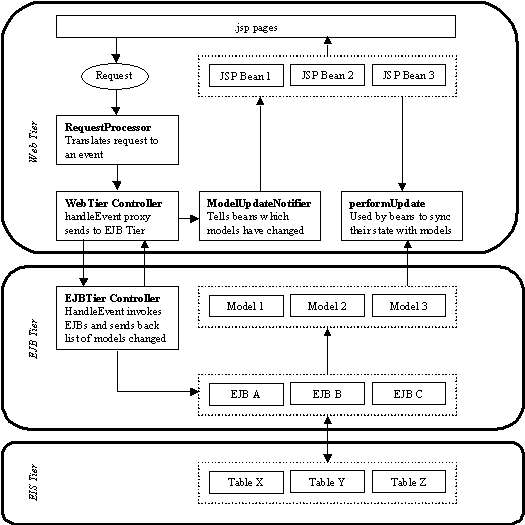 .jsp pages
Request
JSP Bean 1
JSP Bean 2
JSP Bean 3
Web Tier
RequestProcessor
Translates request to
an event
WebTier Controller
handleEvent proxy
sends to EJB Tier
ModelUpdateNotifier
Tells beans which
models have changed
performUpdate
Used by beans to sync
their state with models
EJB Tier
EJBTier Controller
HandleEvent invokes
EJBs and sends back
list of models changed
Model 1
Model 2
Model 3
EJB A
EJB B
EJB C
EIS Tier
Table X
Table Y
Table Z